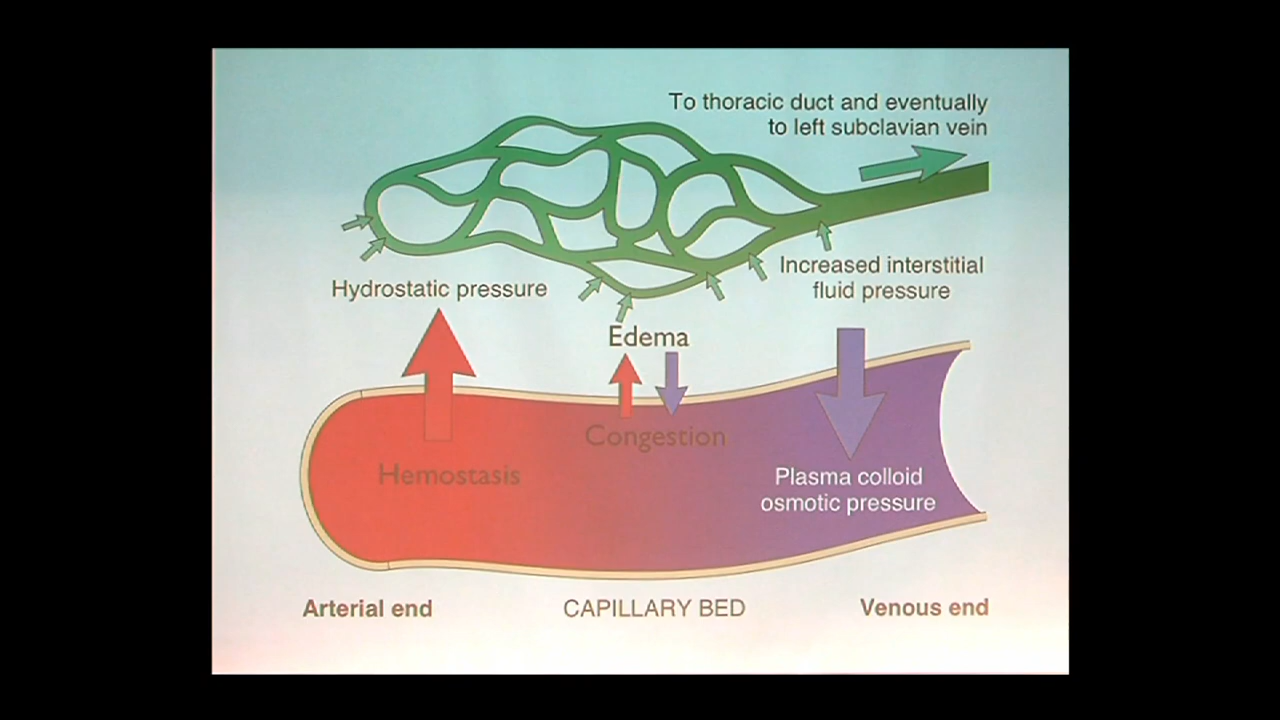 To thoracic duct and eventually
to left subclavian vein
Increased interstitial
fluid pressure
Hydrostatic pressure
Edema
Congestion
Hemostasis
Plasma colloid
osmotic pressure
Arterial end
CAPILLARY BED
Venous end